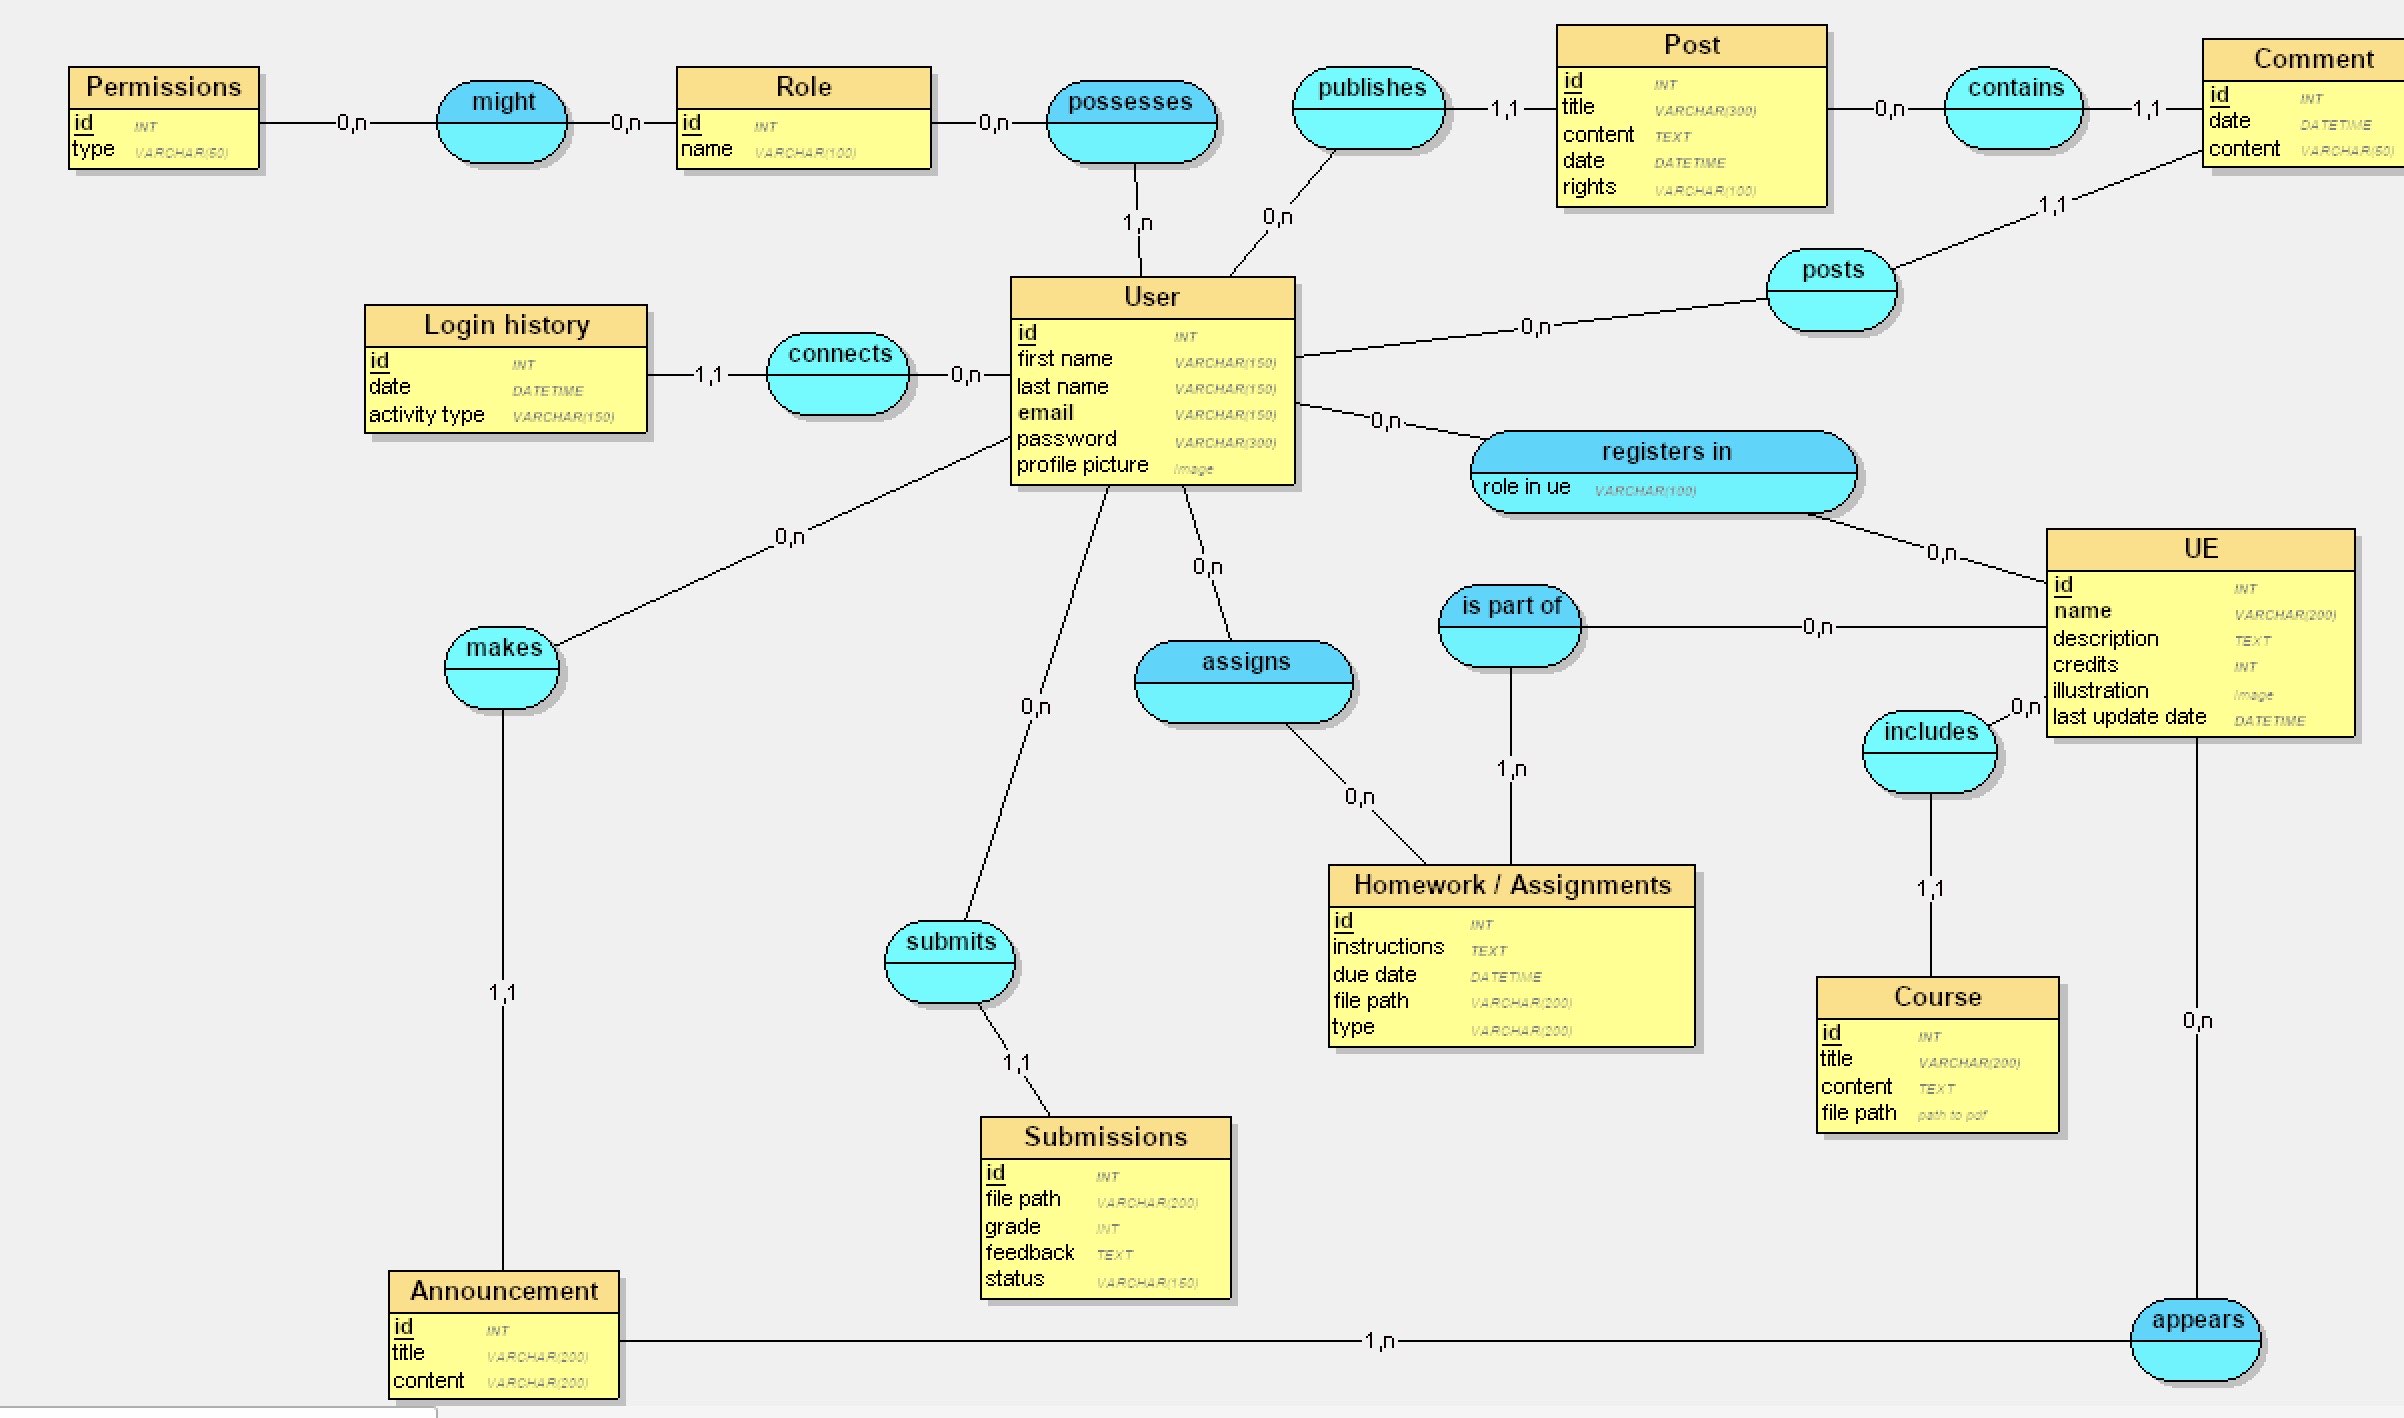 Permissions
id INT
type VARCHAR(50)
0,n
might
0,n
Role
id INT
name VARCHAR(100)
0,n
possesses
1,n
publishes
0,n
1,1
Post
id INT
title VARCHAR(300)
content TEXT
date DATETIME
rights VARCHAR(100)
0,n
contains
1,1
Comment
id INT
date DATETIME
content VARCHAR(50)
1,1
posts
0,n
Login history
id INT
date DATETIME
activity type VARCHAR(150)
1,1
connects
0,n
User
id INT
first name VARCHAR(150)
last name VARCHAR(150)
email VARCHAR(150)
password VARCHAR(300)
profile picture Image
0,n
registers in
role in ue VARCHAR(100)
0,n
UE
id INT
name VARCHAR(200)
description TEXT
credits INT
illustration Image
last update date DATETIME
0,n
makes
1,1
0,n
submits
1,1
0,n
assigns
0,n
is part of
0,n
1,n
0,n
includes
1,1
Homework / Assignments
id INT
instructions TEXT
due date DATETIME
file path VARCHAR(200)
type VARCHAR(200)
Course
id INT
title VARCHAR(200)
content TEXT
file path path to pdf
0,n
Submissions
id INT
file path VARCHAR(200)
grade INT
feedback TEXT
status VARCHAR(150)
Announcement
id INT
title VARCHAR(200)
content VARCHAR(200)
1,n
appears